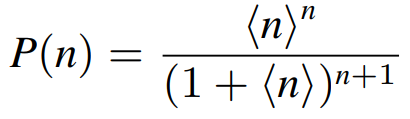 P(n) = ⟨n⟩ⁿ / (1 + ⟨n⟩)ⁿ⁺¹